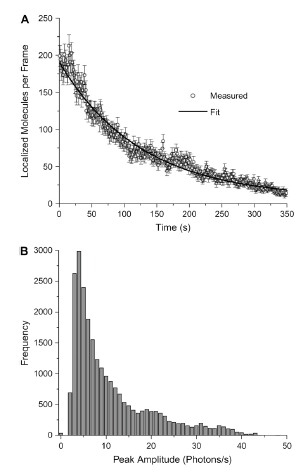 A
250
200
150
100
50
0
Localized Molecules per Frame
Measured
Fit
0 50 100 150 200 250 300 350
Time (s)
B
3000
2500
2000
1500
1000
500
0
Frequency
0 10 20 30 40 50
Peak Amplitude (Photons/s)